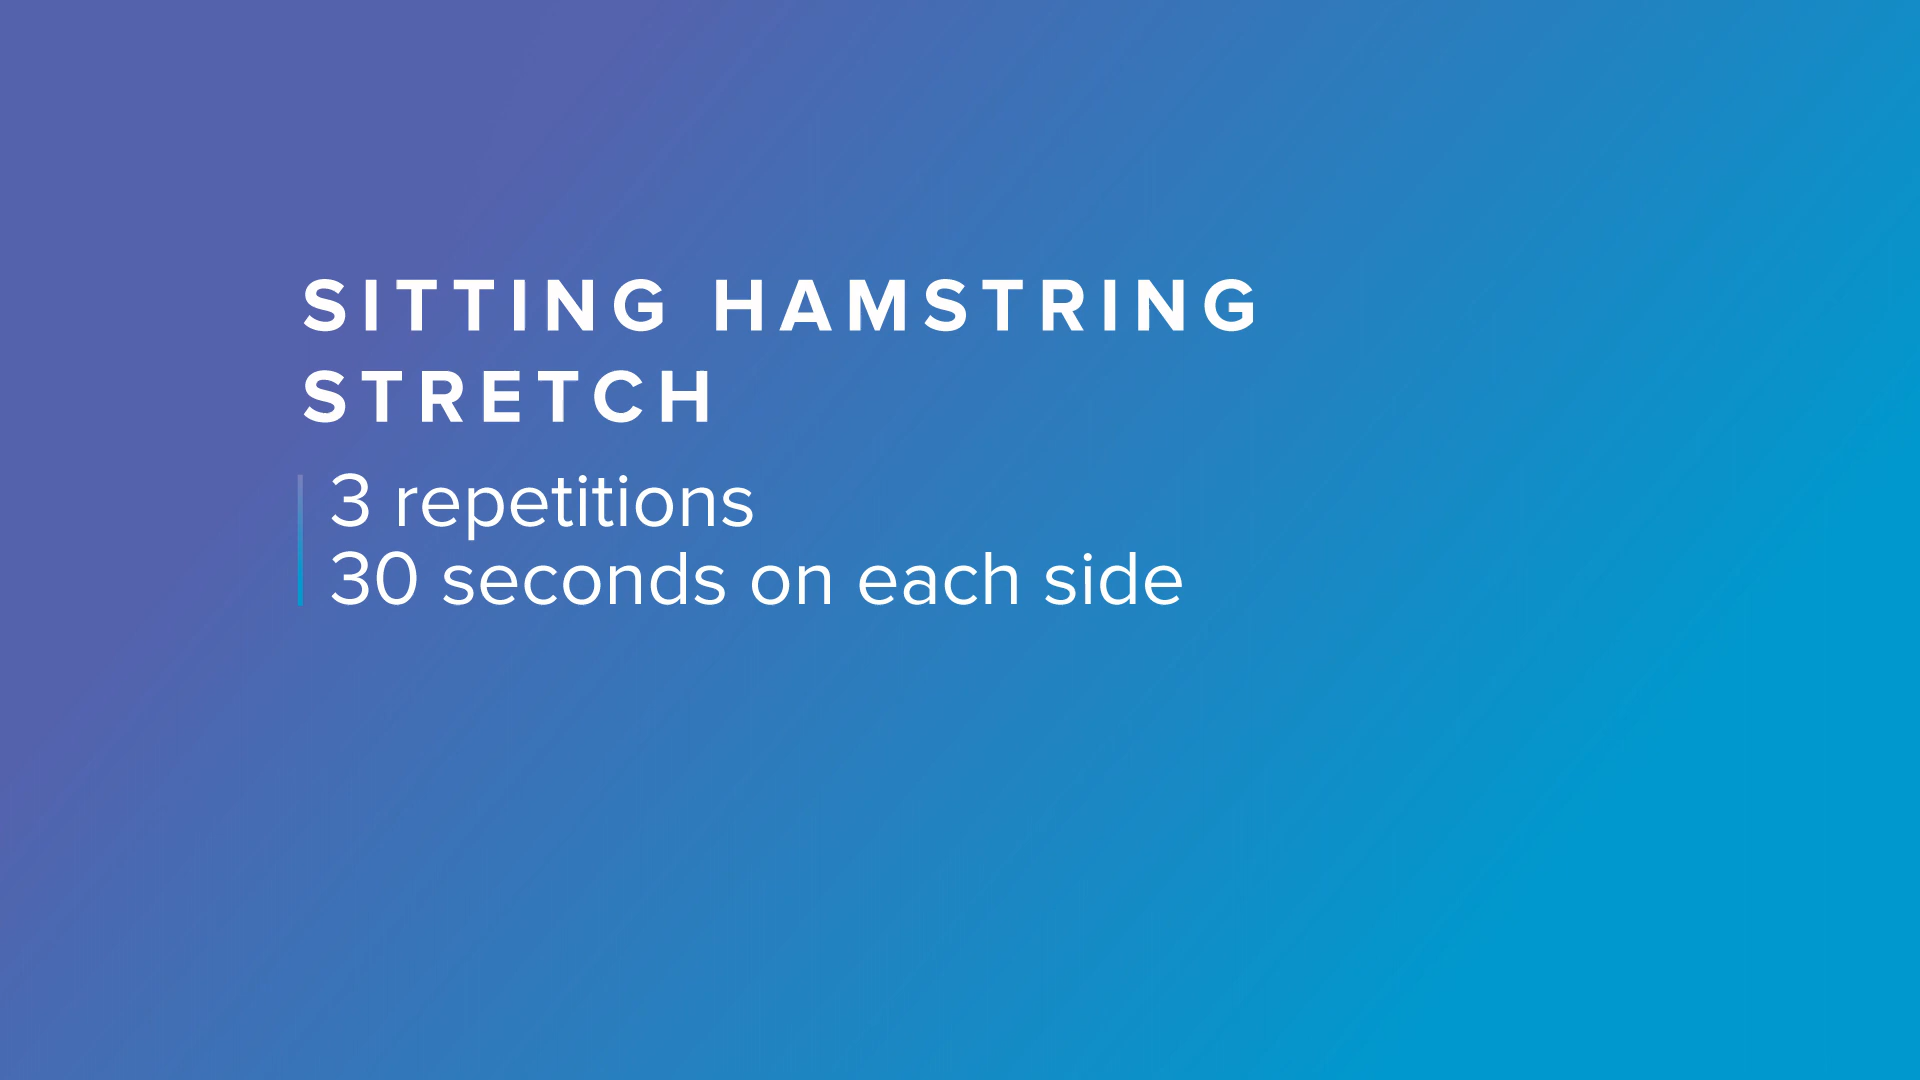 SITTING HAMSTRING
STRETCH
3 repetitions
30 seconds on each side